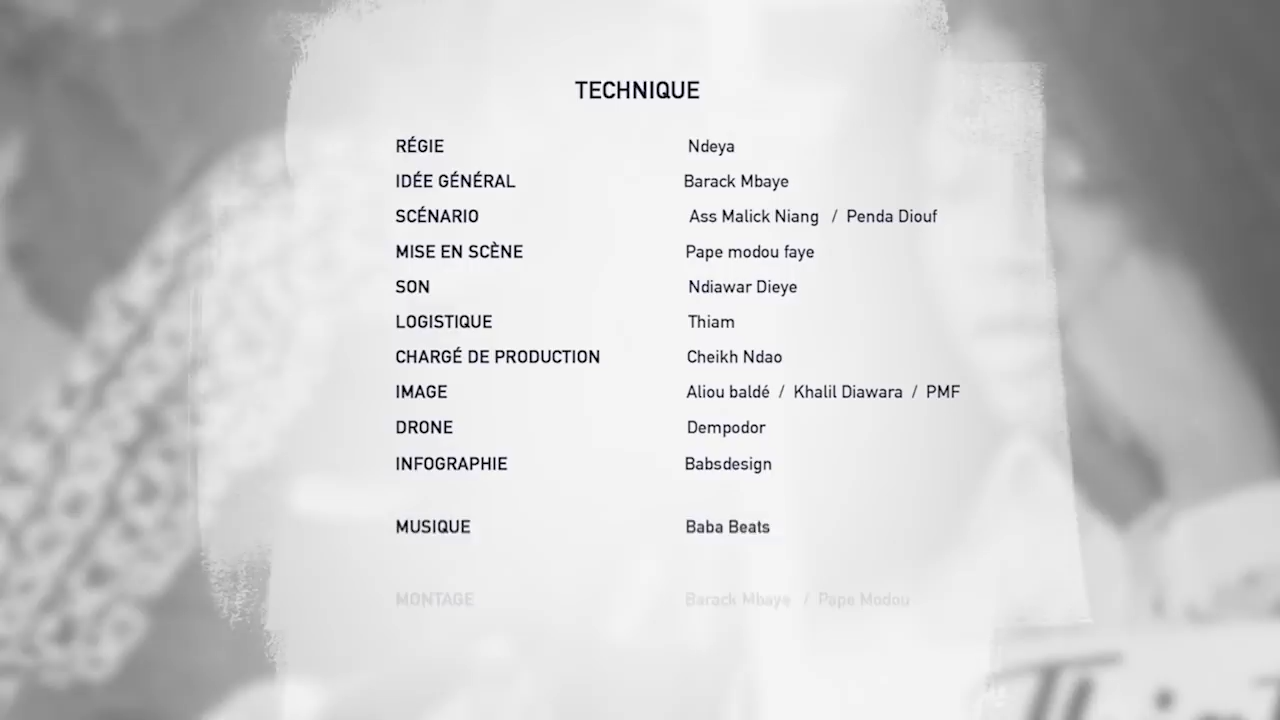 TECHNIQUE
RÉGIE Ndeya
IDÉE GÉNÉRAL Barack Mbaye
SCÉNARIO Ass Malick Niang / Penda Diouf
MISE EN SCÈNE Pape modou faye
SON Ndiawar Dieye
LOGISTIQUE Thiam
CHARGÉ DE PRODUCTION Cheikh Ndao
IMAGE Aliou baldé / Khalil Diawara / PMF
DRONE Dempodor
INFOGRAPHIE Babsdesign
MUSIQUE Baba Beats
MONTAGE Barack Mbaye / Pape Modou